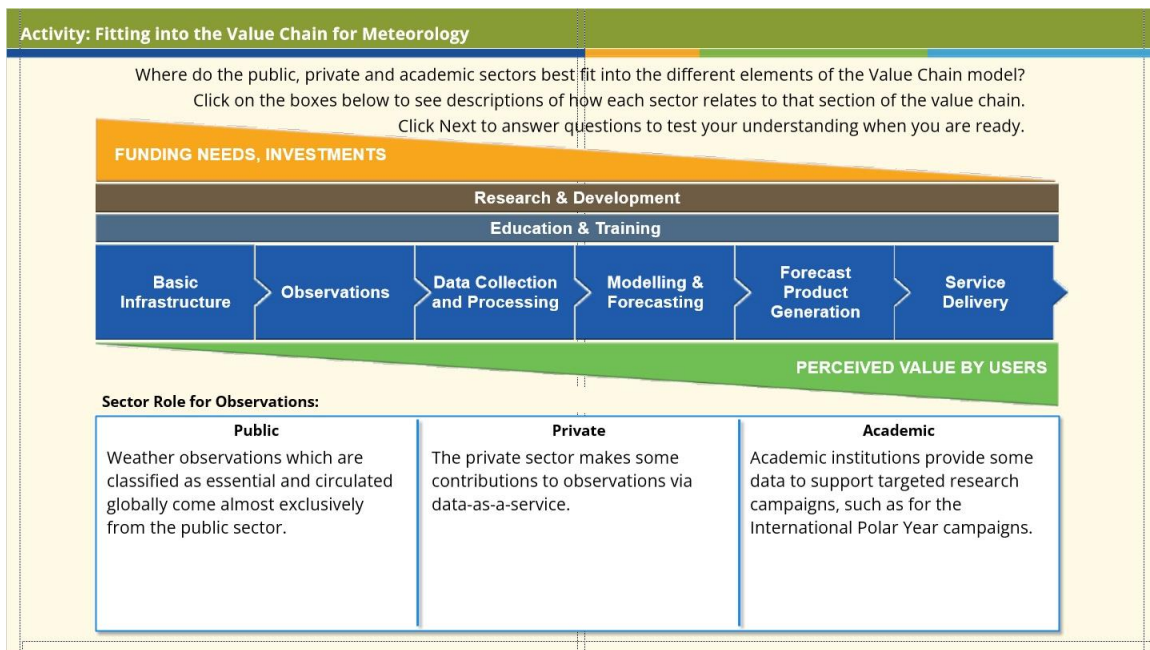 Activity: Fitting into the Value Chain for Meteorology
Where do the public, private and academic sectors best fit into the different elements of the Value Chain model?
Click on the boxes below to see descriptions of how each sector relates to that section of the value chain.
Click Next to answer questions to test your understanding when you are ready.
FUNDING NEEDS, INVESTMENTS
Research & Development
Education & Training
Basic
Infrastructure
Observations
Data Collection
and Processing
Modelling &
Forecasting
Forecast
Product
Generation
Service
Delivery
PERCEIVED VALUE BY USERS
Sector Role for Observations:
Public
Weather observations which are
classified as essential and circulated
globally come almost exclusively
from the public sector.
Private
The private sector makes some
contributions to observations via
data-as-a-service.
Academic
Academic institutions provide some
data to support targeted research
campaigns, such as for the
International Polar Year campaigns.